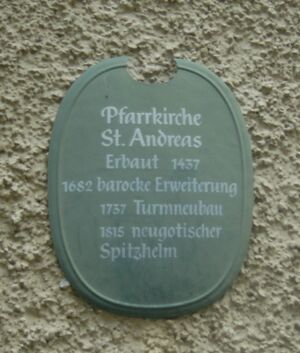 Pfarrkirche
St. Andreas
Erbaut 1437
1682 barocke Erweiterung
1737 Turmneubau
1815 neugotischer
Spitzhelm